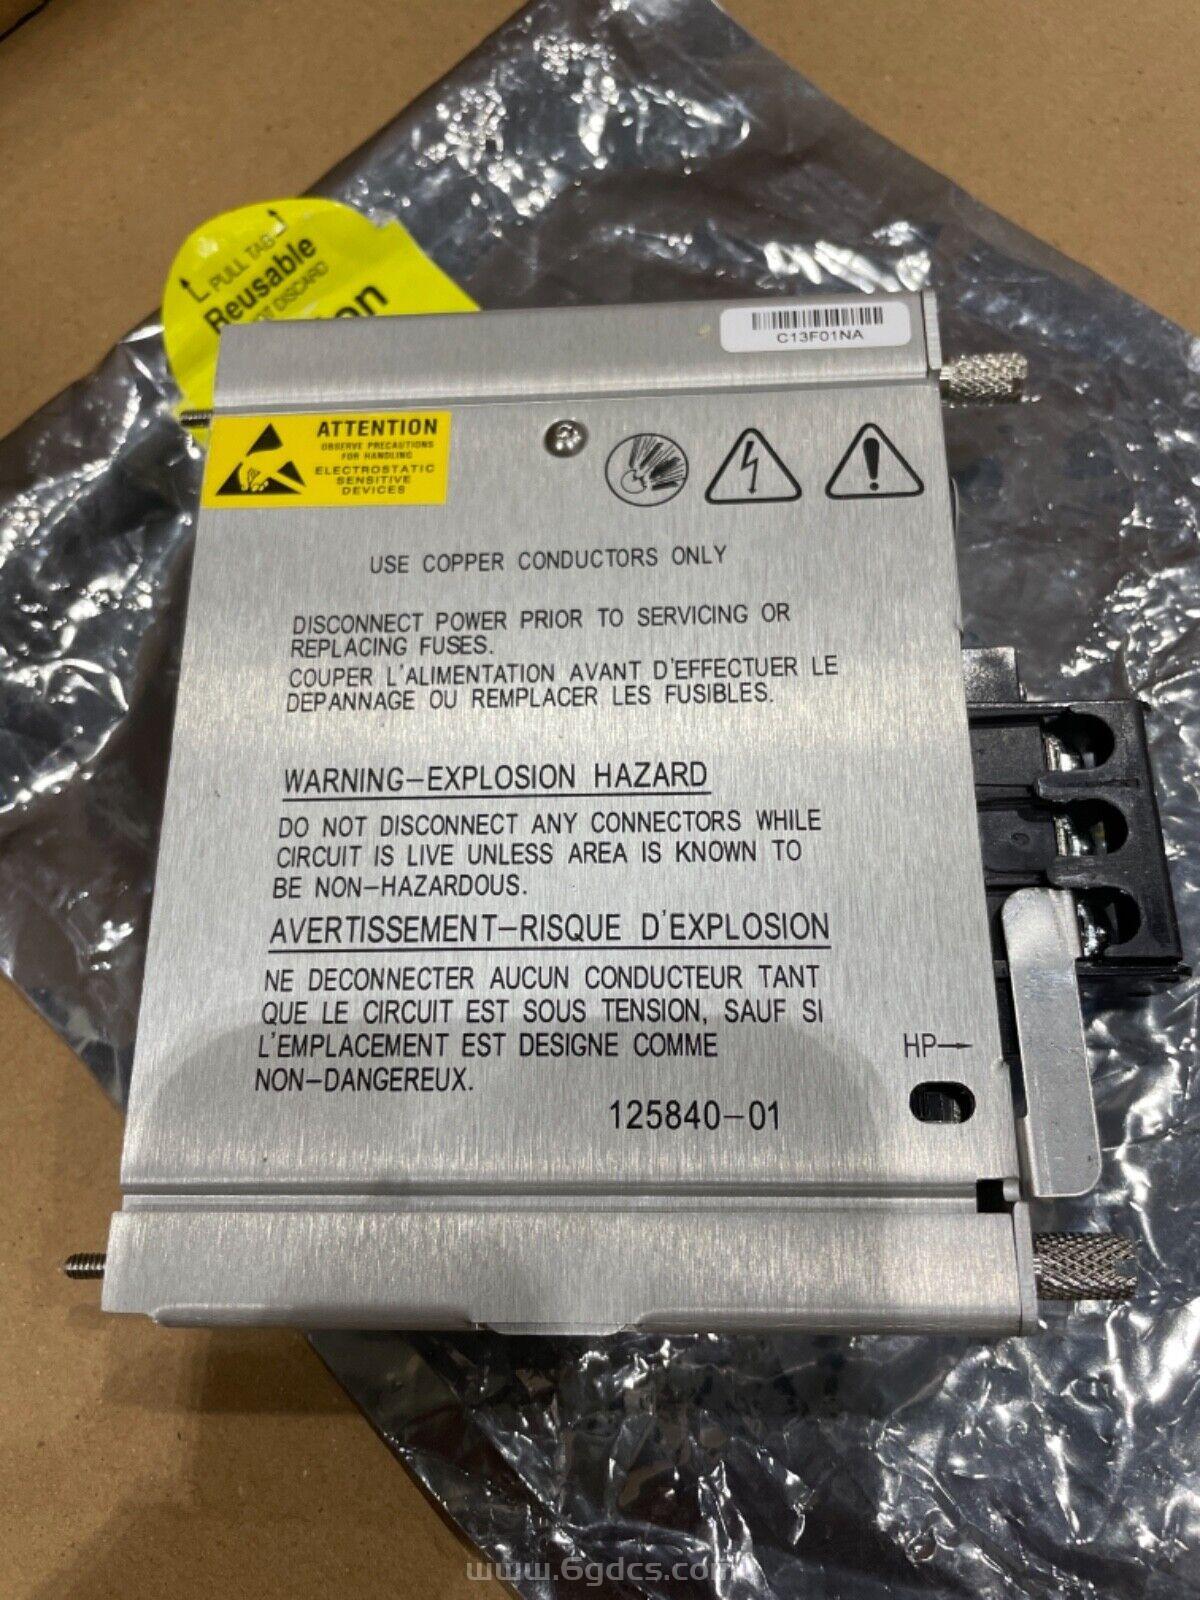 PULL TAG
Reusable
DISCARD
C13F01NA
ATTENTION
OBSERVE PRECAUTIONS
FOR HANDLING
ELECTROSTATIC
SENSITIVE
DEVICES
USE COPPER CONDUCTORS ONLY
DISCONNECT POWER PRIOR TO SERVICING OR
REPLACING FUSES.
COUPER L'ALIMENTATION AVANT D'EFFECTUER LE
DEPANNAGE OU REMPLACER LES FUSIBLES.
WARNING-EXPLOSION HAZARD
DO NOT DISCONNECT ANY CONNECTORS WHILE
CIRCUIT IS LIVE UNLESS AREA IS KNOWN TO
BE NON-HAZARDOUS.
AVERTISSEMENT-RISQUE D'EXPLOSION
NE DECONNECTER AUCUN CONDUCTEUR TANT
QUE LE CIRCUIT EST SOUS TENSION, SAUF SI
L'EMPLACEMENT EST DESIGNE COMME
NON-DANGEREUX.
HP
125840-01
www.6gdcs.com